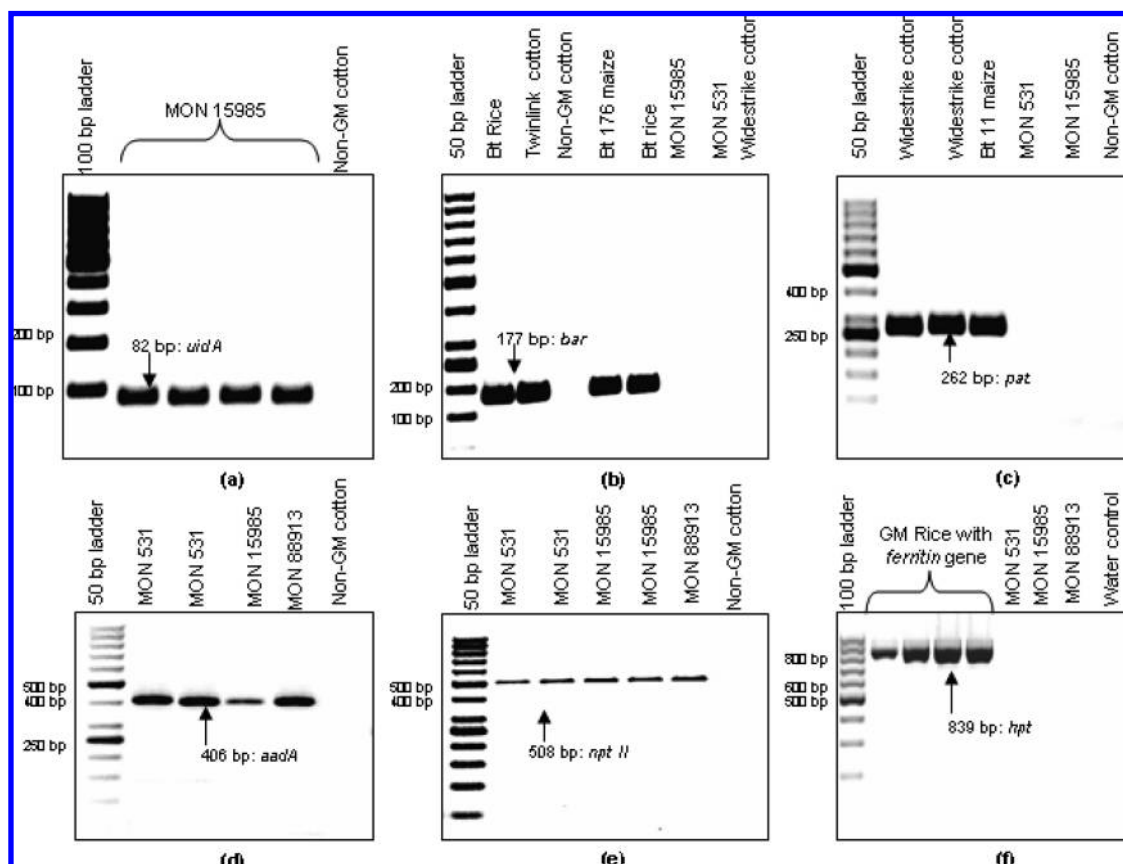 100 bp ladder
MON 15985
Non-GM cotton
200 bp
100 bp
82 bp: uidA
(a)
50 bp ladder
Bt Rice
Twinlink cotton
Non-GM cotton
Bt 176 maize
Bt rice
MON 15985
MON 531
Widestrike cotton
177 bp: bar
200 bp
100 bp
(b)
50 bp ladder
Widestrike cotton
Widestrike cotton
Bt 11 maize
MON 531
MON 15985
Non-GM cotton
400 bp
250 bp
262 bp: pat
(c)
50 bp ladder
MON 531
MON 531
MON 15985
MON 88913
Non-GM cotton
500 bp
400 bp
250 bp
406 bp: aadA
(d)
50 bp ladder
MON 531
MON 531
MON 15985
MON 15985
MON 88913
Non-GM cotton
500 bp
400 bp
508 bp: npt II
(e)
100 bp ladder
GM Rice with
ferritin gene
MON 531
MON 15985
MON 88913
Water control
800 bp
600 bp
500 bp
839 bp: hpt
(f)